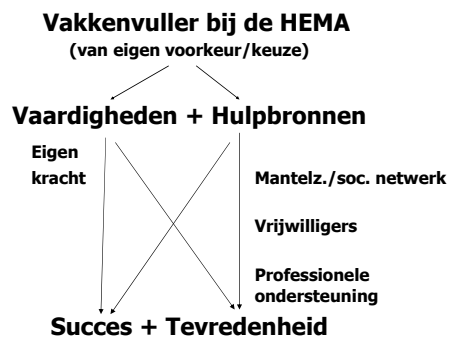 Vakkenvuller bij de HEMA
(van eigen voorkeur/keuze)
Vaardigheden + Hulpbronnen
Eigen
kracht
Mantelz./soc. netwerk
Vrijwilligers
Professionele
ondersteuning
Succes + Tevredenheid